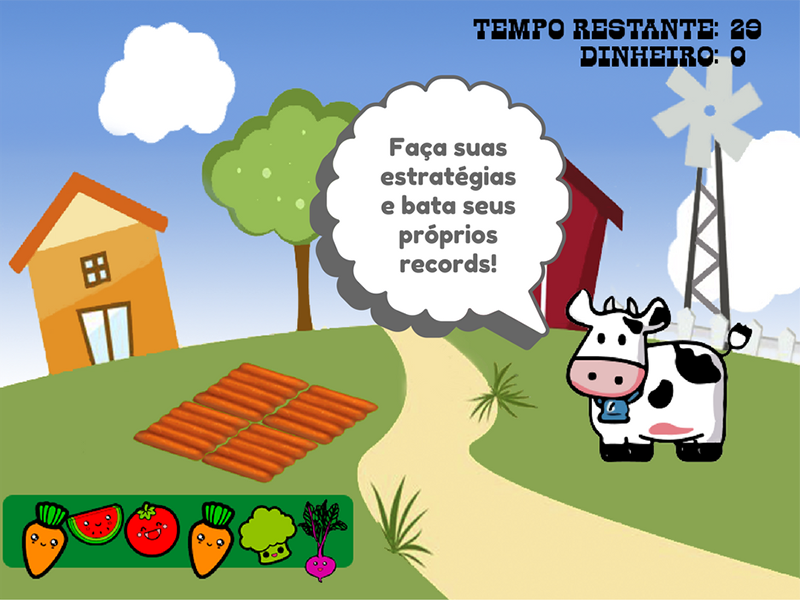 TEMPO RESTANTE: 29
DINHEIRO: 0
Faça suas
estratégias
e bata seus
próprios
records!